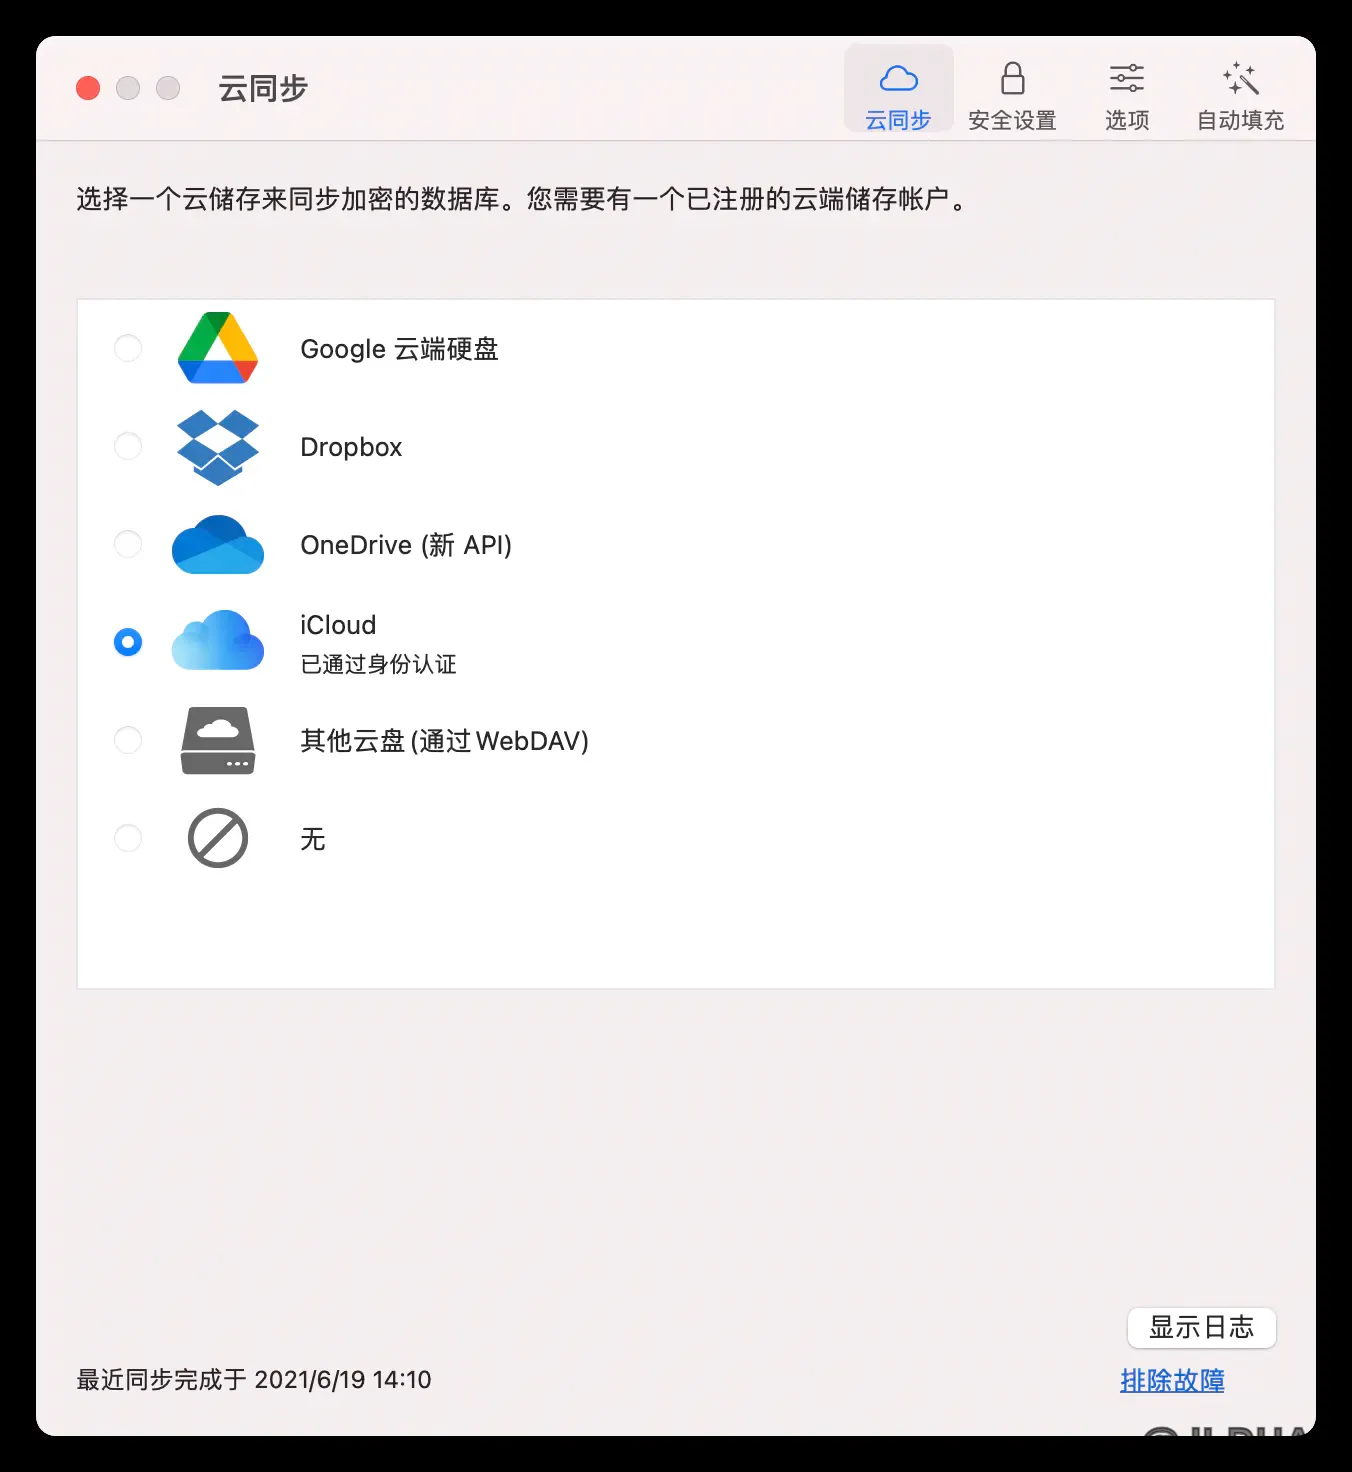 云同步
云同步
安全设置
选项
自动填充
选择一个云储存来同步加密的数据库。您需要有一个已注册的云端储存帐户。
Google 云端硬盘
Dropbox
OneDrive (新 API)
iCloud
已通过身份认证
其他云盘 (通过 WebDAV)
无
显示日志
最近同步完成于 2021/6/19 14:10
排除故障